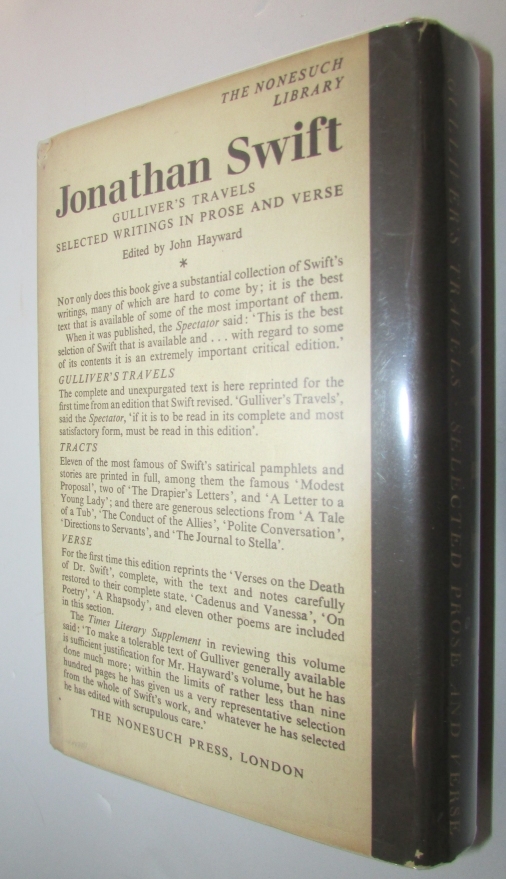 THE NONESUCH
LIBRARY
Jonathan Swift
GULLIVER'S TRAVELS
SELECTED WRITINGS IN PROSE AND VERSE
Edited by John Hayward
*
NOT only does this book give a substantial collection of Swift's
writings, many of which are hard to come by; it is the best
text that is available of some of the most important of them.
When it was published, the Spectator said: 'This is the best
selction of Swift that is available and . . . with regard to some
of its contents it is an extremely important critical edition.'
GULLIVER'S TRAVELS
The complete and unexpurgated text is here reprinted for the
first time from an edition that Swift revised. 'Gulliver's Travels',
said the Spectator, 'if it is to be read in its complete and most
satisfactory form, must be read in this edition'.
TRACTS
Eleven of the most famous of Swift's satirical pamphlets and
stories are printed in full, among them the famous 'Modest
Proposal', two of 'The Drapier's Letters', and 'A Letter to a
Young Lady'; and there are generous selections from 'A Tale
of a Tub', 'The Conduct of the Allies', 'Polite Conversation',
'Directions to Servants', and 'The Journal to Stella'.
VERSE
For the first time this edition reprints the 'Verses on the Death
of Dr. Swift', complete, with the text and notes carefully
restored to their complete state. 'Cadenus and Vanessa', 'On
Poetry', 'A Rhapsody', and eleven other poems are included
in this section.
The Times Literary Supplement in reviewing this volume
said: 'To make a tolerable text of Gulliver generally available
is sufficient justification for Mr. Hayward's volume, but he has
done much more; within the limits of rather less than nine
hundred pages he has given us a very representative selection
from the whole of Swift's work, and whatever he has selected
he has edited with scrupulous care.'
THE NONESUCH PRESS, LONDON
GULLIVER'S TRAVELS SELECTED PROSE AND VERSE